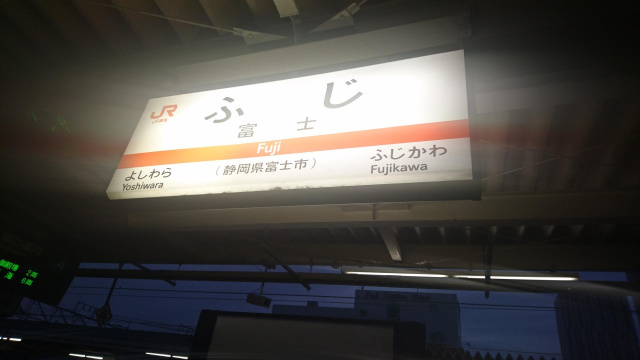 JR
ふじ
富士
Fuji
よしわら
Yoshiwara
(静岡県富士市)
ふじかわ
Fujikawa